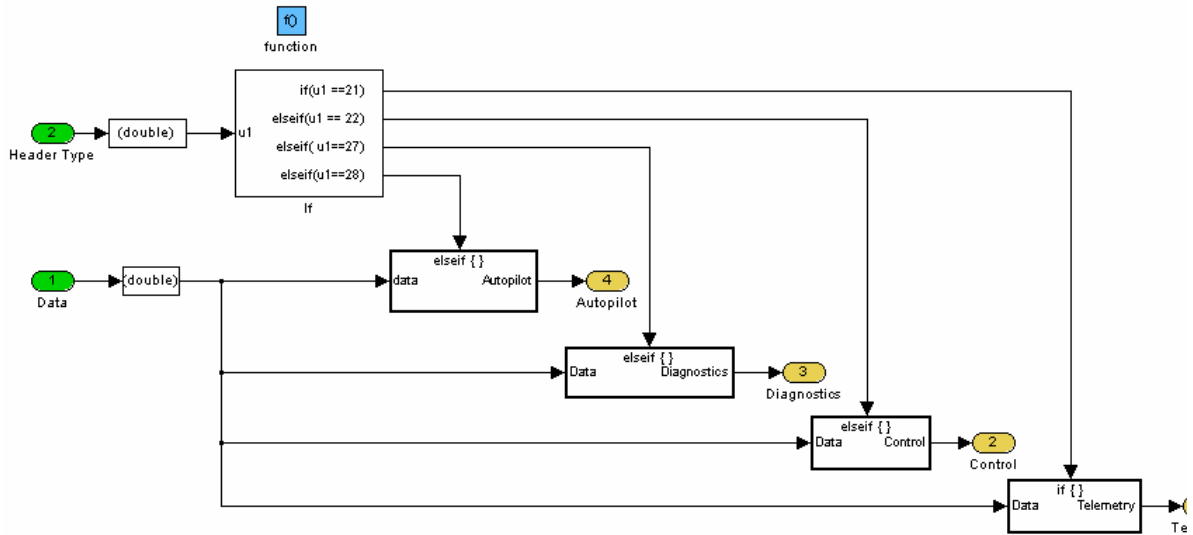 f()
function
if(u1 ==21)
2
(double)
u1
elseif(u1 == 22)
Header Type
elseif( u1==27)
elseif(u1==28)
If
elseif { }
1
(double)
data
Autopilot
4
Data
Autopilot
elseif { }
Data
Diagnostics
3
Diagnostics
elseif { }
Data
Control
2
Control
if { }
Data
Telemetry